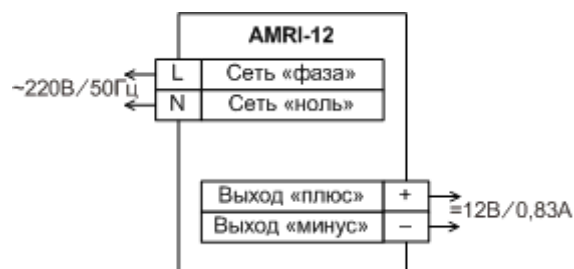 AMRI-12
L Сеть «фаза»
~220В/50Гц
N Сеть «ноль»
Выход «плюс» +
=12В/0,83А
Выход «минус» –